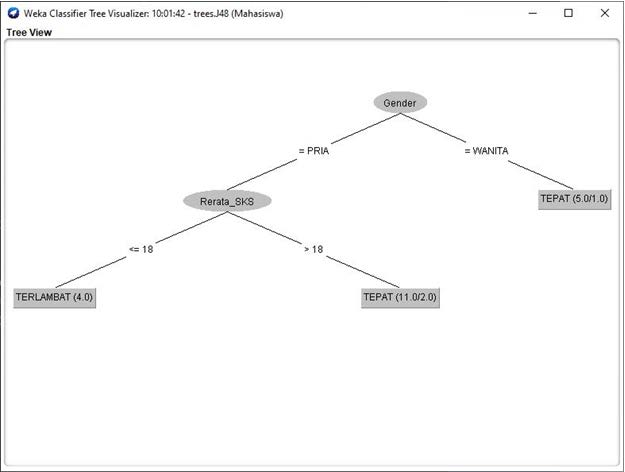 Weka Classifier Tree Visualizer: 10:01:42 - trees.J48 (Mahasiswa)
Tree View
Gender
= PRIA
= WANITA
Rerata_SKS
TEPAT (5.0/1.0)
<= 18
> 18
TERLAMBAT (4.0)
TEPAT (11.0/2.0)